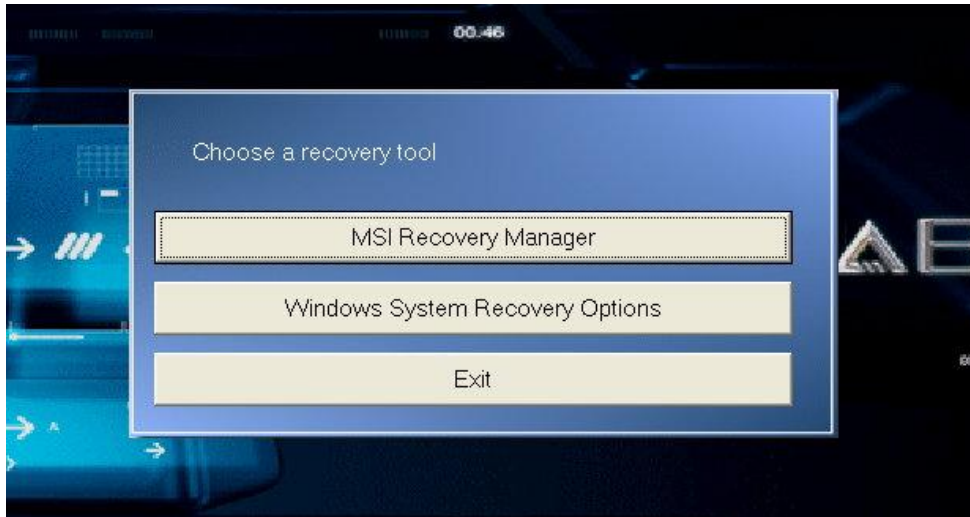 00.46
Choose a recovery tool
MSI Recovery Manager
Windows System Recovery Options
Exit